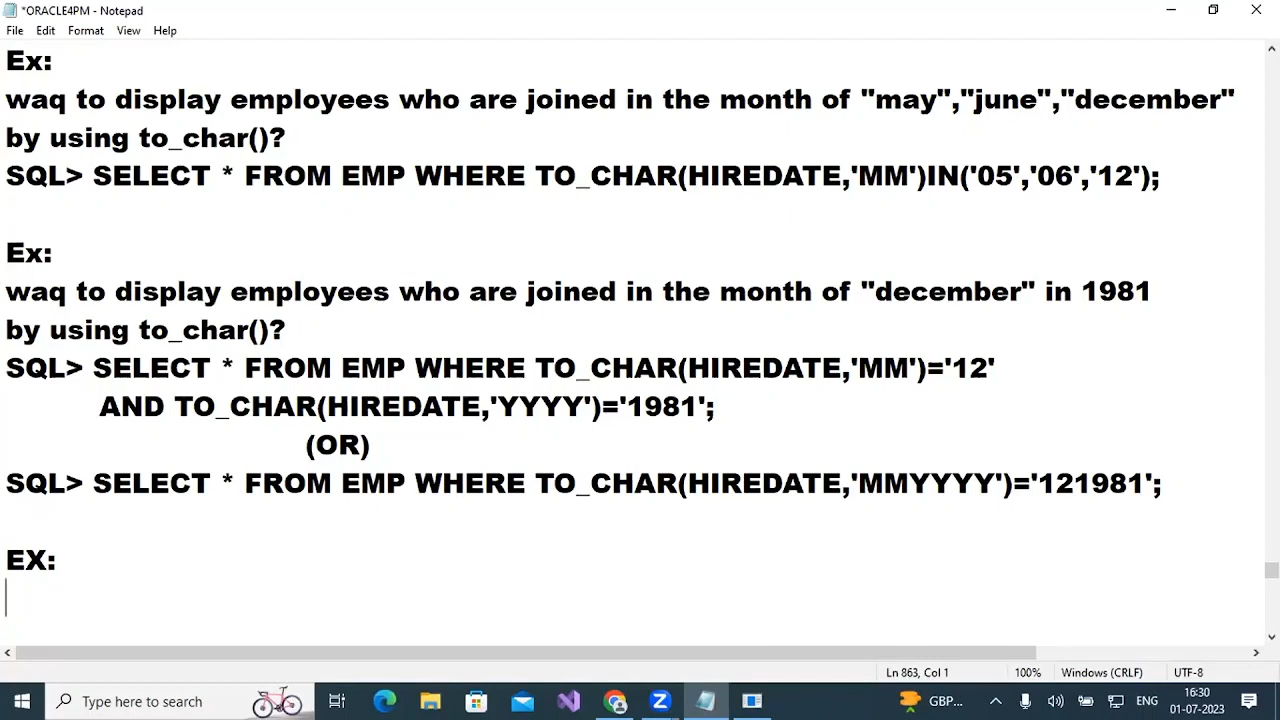 *ORACLE4PM - Notepad
File Edit Format View Help
Ex:
waq to display employees who are joined in the month of "may","june","december"
by using to_char()?
SQL> SELECT * FROM EMP WHERE TO_CHAR(HIREDATE,'MM')IN('05','06','12');
Ex:
waq to display employees who are joined in the month of "december" in 1981
by using to_char()?
SQL> SELECT * FROM EMP WHERE TO_CHAR(HIREDATE,'MM')='12'
AND TO_CHAR(HIREDATE,'YYYY')='1981';
(OR)
SQL> SELECT * FROM EMP WHERE TO_CHAR(HIREDATE,'MMYYYY')='121981';
EX:
Ln 863, Col 1 100% Windows (CRLF) UTF-8
Type here to search GBP... ENG 16:30
01-07-2023